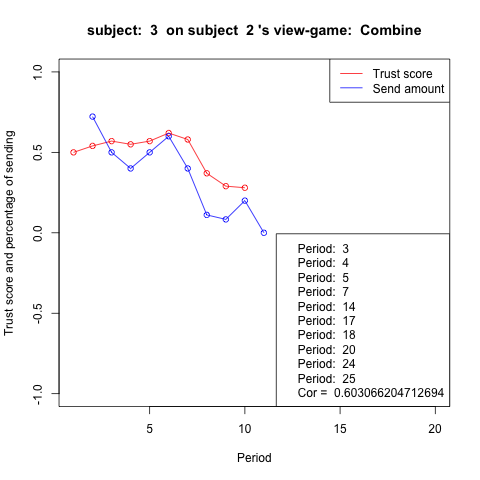 subject:  3  on subject  2 's view-game:  Combine
Trust score
Send amount
Trust score and percentage of sending
1.0
0.5
0.0
-0.5
-1.0
Period:  3
Period:  4
Period:  5
Period:  7
Period:  14
Period:  17
Period:  18
Period:  20
Period:  24
Period:  25
Cor =  0.603066204712694
5
10
15
20
Period